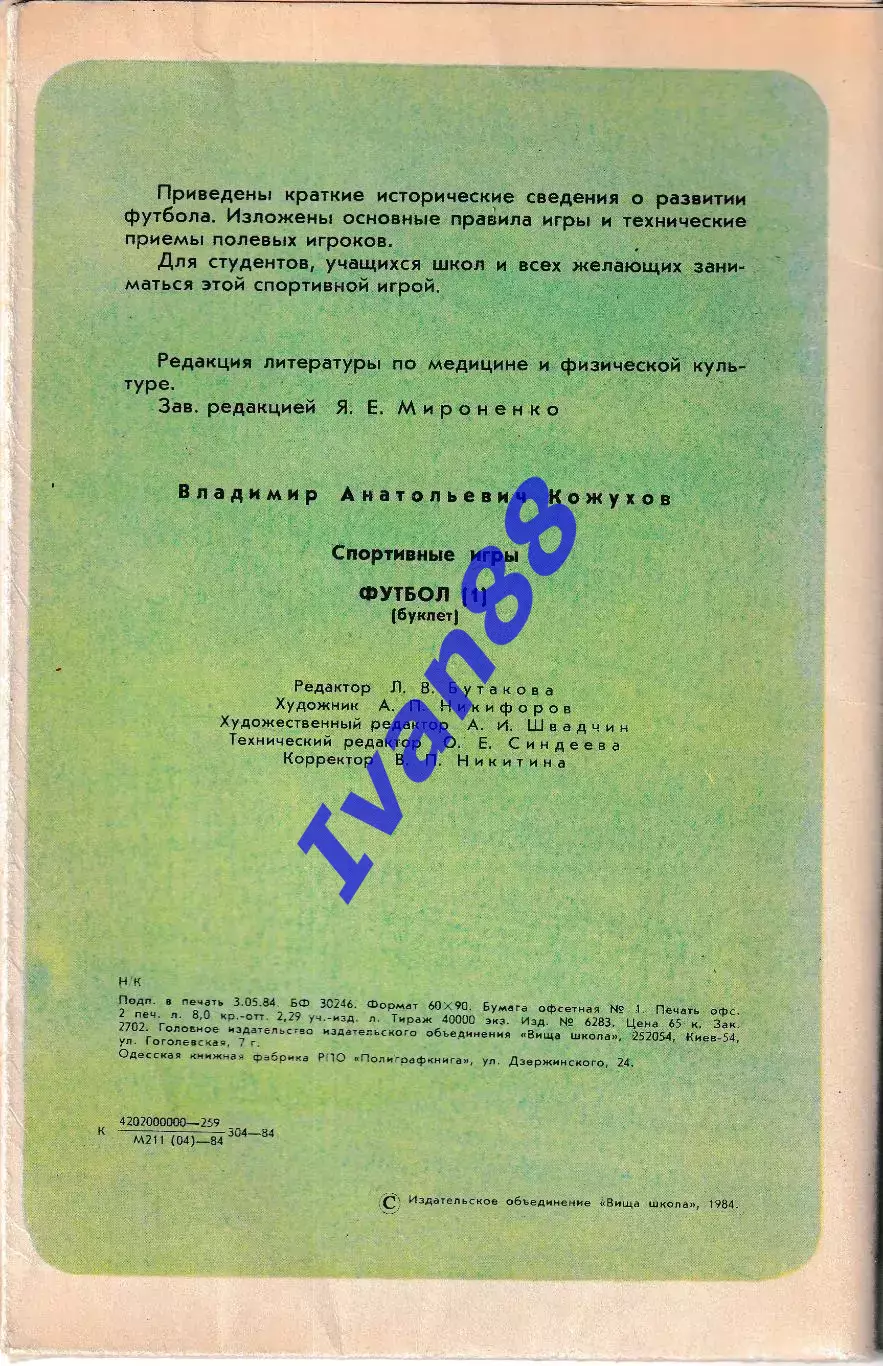 Приведены краткие исторические сведения о развитии
футбола. Изложены основные правила игры и технические
приемы полевых игроков.
Для студентов, учащихся школ и всех желающих зани-
маться этой спортивной игрой.
Редакция литературы по медицине и физической куль-
туре.
Зав. редакцией Я. Е. Мироненко
Владимир Анатольевич Кожухов
Спортивные игры
ФУТБОЛ (1)
(буклет)
Редактор Л. В. Бутакова
Художник А. П. Никифоров
Художественный редактор А. И. Швадчин
Технический редактор О. Е. Синдеева
Корректор В. П. Никитина
Ivan88
Н/К
Подп. в печать 3.05.84. БФ 30246. Формат 60×90. Бумага офсетная № 1. Печать офс.
2 печ. л. 8,0 кр.-отт. 2,29 уч.-изд. л. Тираж 40000 экз. Изд. № 6283. Цена 65 к. Зак.
2702. Головное издательство издательского объединения «Вища школа», 252054, Киев-54,
ул. Гоголевская, 7 г.
Одесская книжная фабрика РПО «Полиграфкнига», ул. Дзержинского, 24.
4202000000—259
К 304—84
М211 (04)—84
© Издательское объединение «Вища школа», 1984.